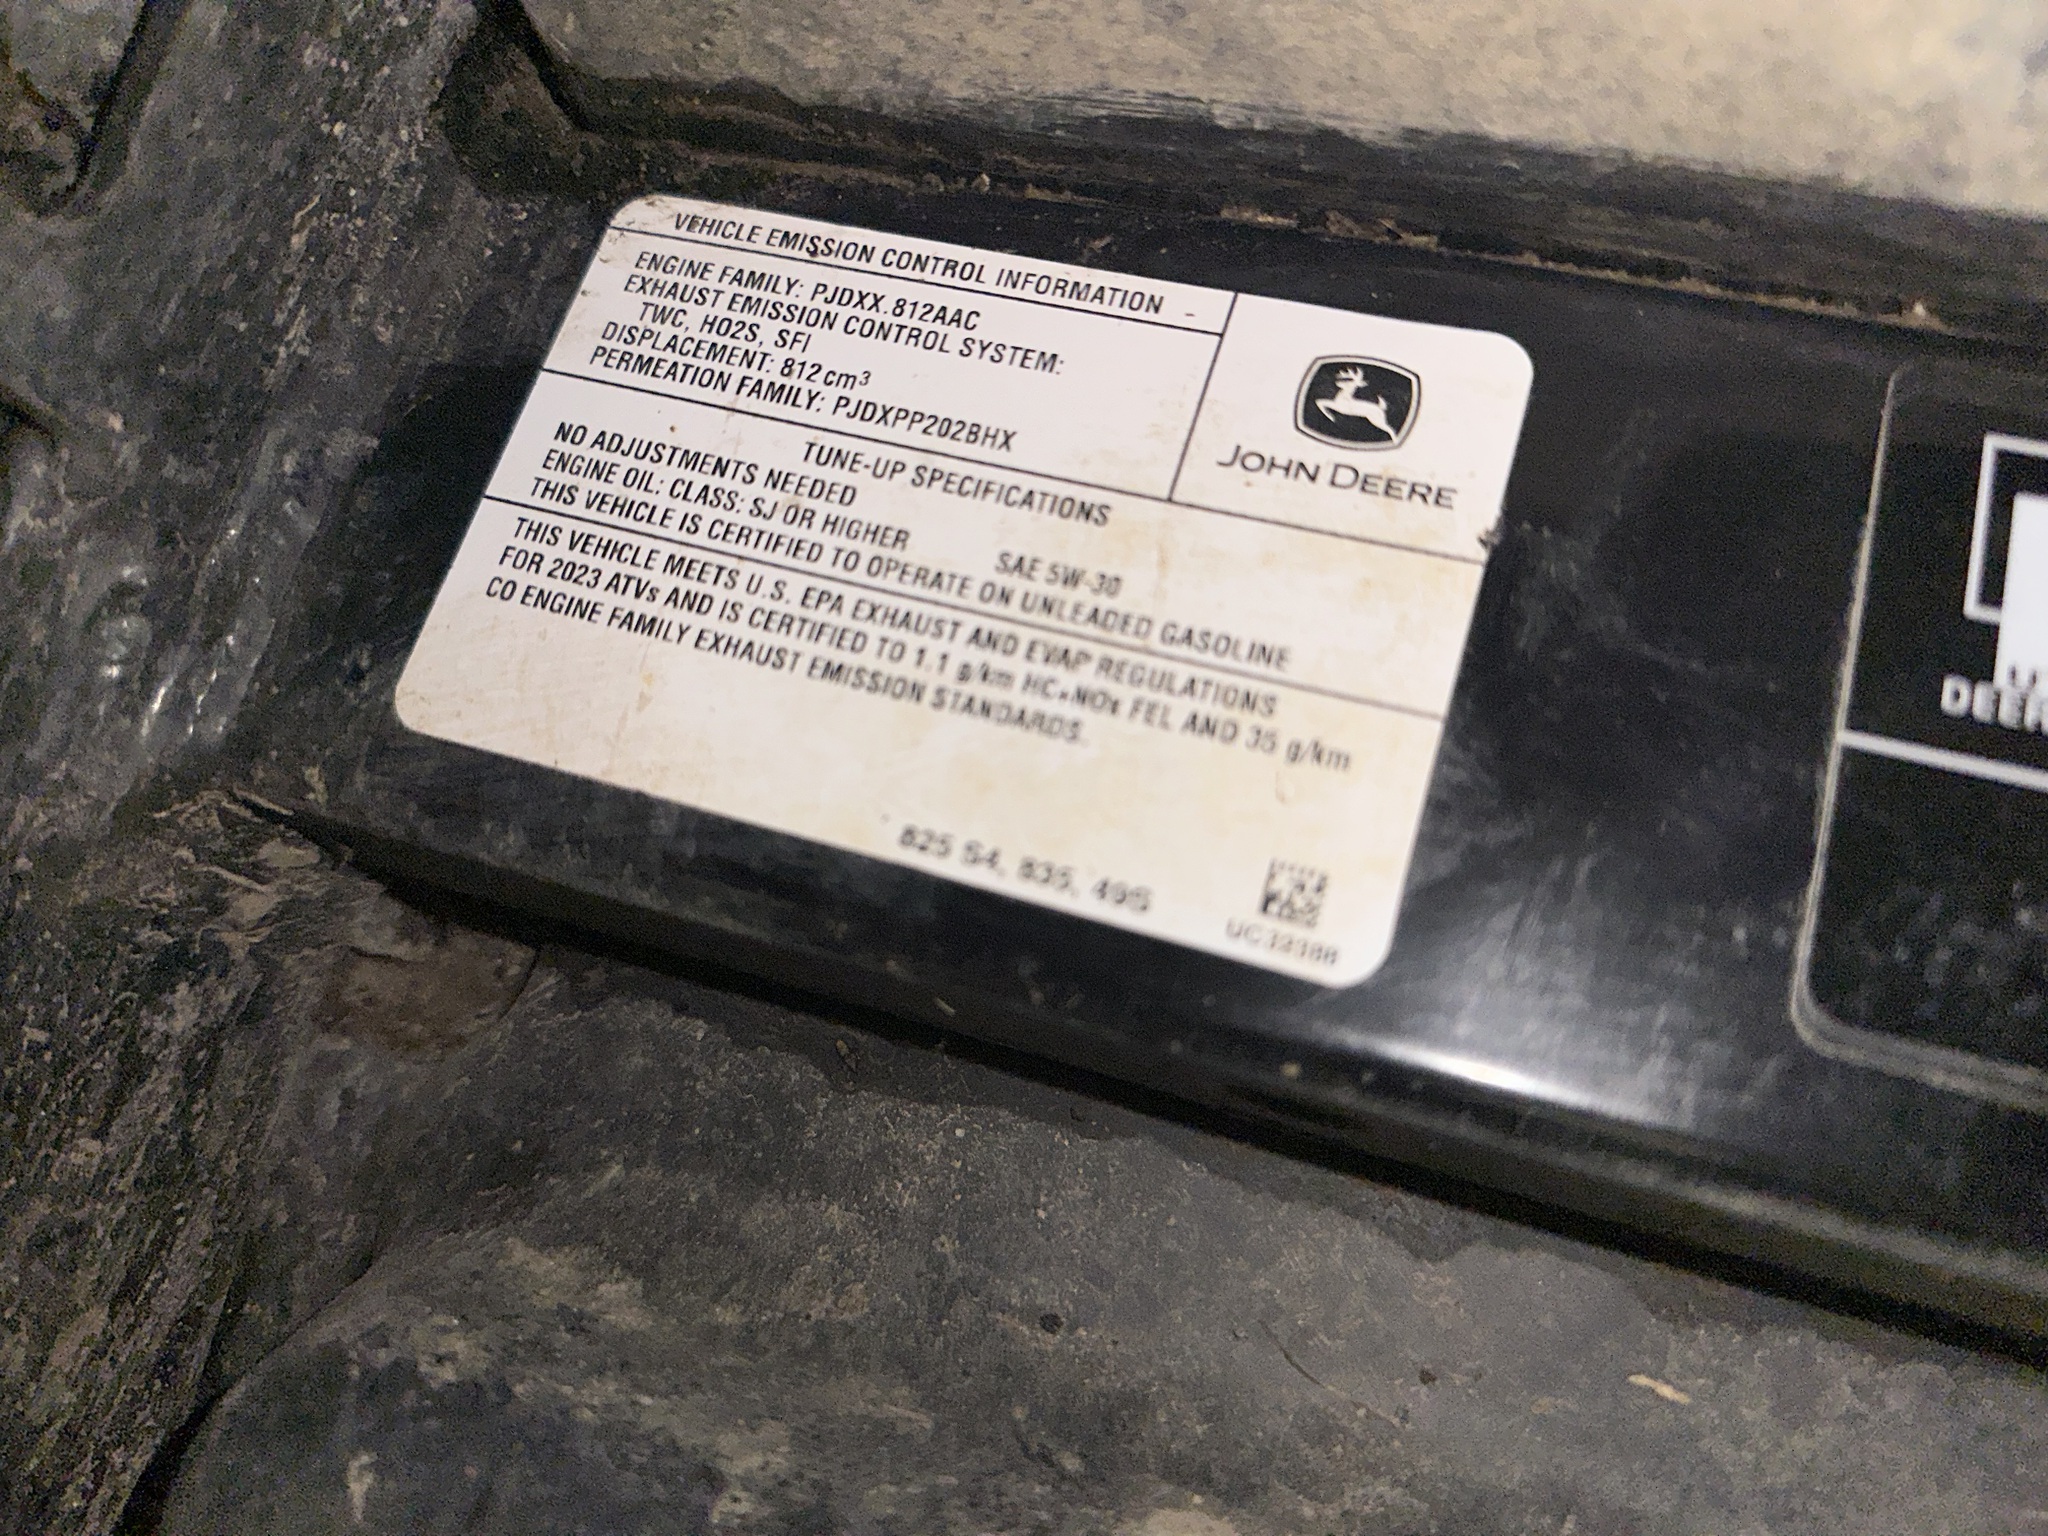 VEHICLE EMISSION CONTROL INFORMATION
ENGINE FAMILY: PJDXX.812AAC
EXHAUST EMISSION CONTROL SYSTEM:
TWC, HO2S, SFI
DISPLACEMENT: 812 cm³
PERMEATION FAMILY: PJDXPP202BHX
JOHN DEERE
TUNE-UP SPECIFICATIONS
NO ADJUSTMENTS NEEDED
ENGINE OIL: CLASS: SJ OR HIGHER SAE 5W-30
THIS VEHICLE IS CERTIFIED TO OPERATE ON UNLEADED GASOLINE
THIS VEHICLE MEETS U.S. EPA EXHAUST AND EVAP REGULATIONS
FOR 2023 ATVs AND IS CERTIFIED TO 1.1 g/km HC+NOx FEL AND 35 g/km
CO ENGINE FAMILY EXHAUST EMISSION STANDARDS.
825 S4, 835, 49S